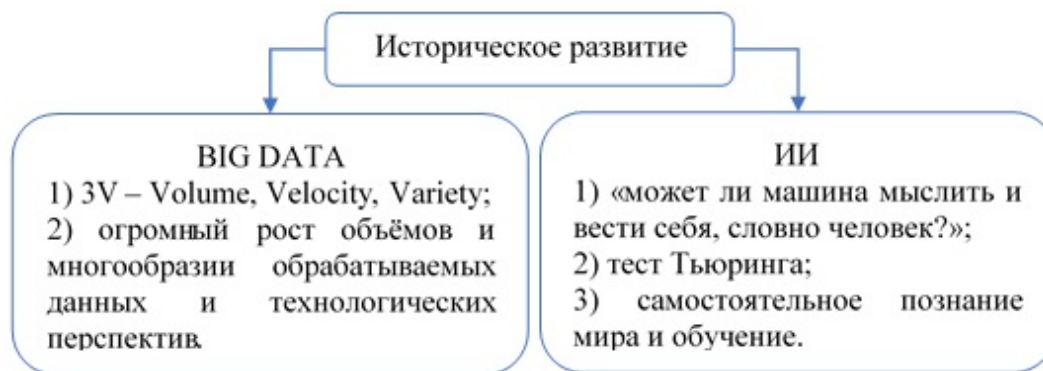 Историческое развитие
BIG DATA
1) 3V – Volume, Velocity, Variety;
2) огромный рост объёмов и
многообразии обрабатываемых
данных и технологических
перспектив.
ИИ
1) «может ли машина мыслить и
вести себя, словно человек?»;
2) тест Тьюринга;
3) самостоятельное познание
мира и обучение.